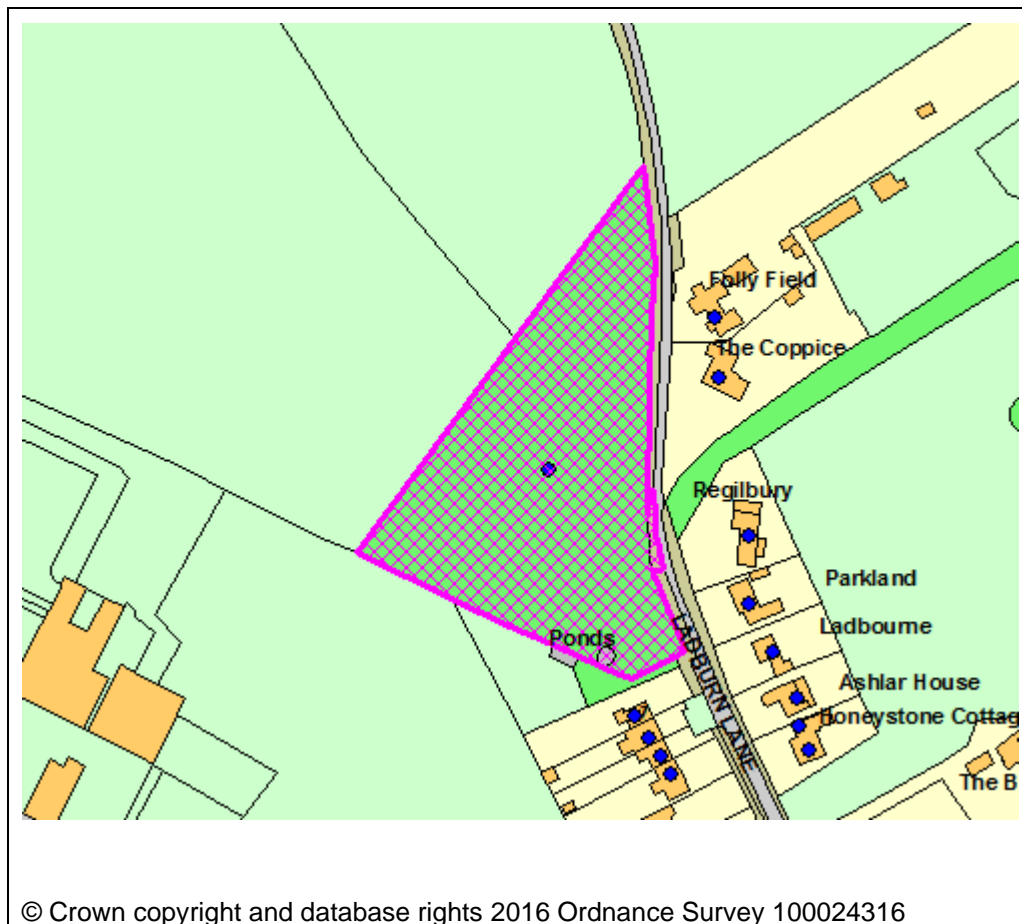 Folly Field
The Coppice
Regilbury
Parkland
Ladbourne
Ponds
LADBURN LANE
Ashlar House
Honeystone Cottag
The B
© Crown copyright and database rights 2016 Ordnance Survey 100024316